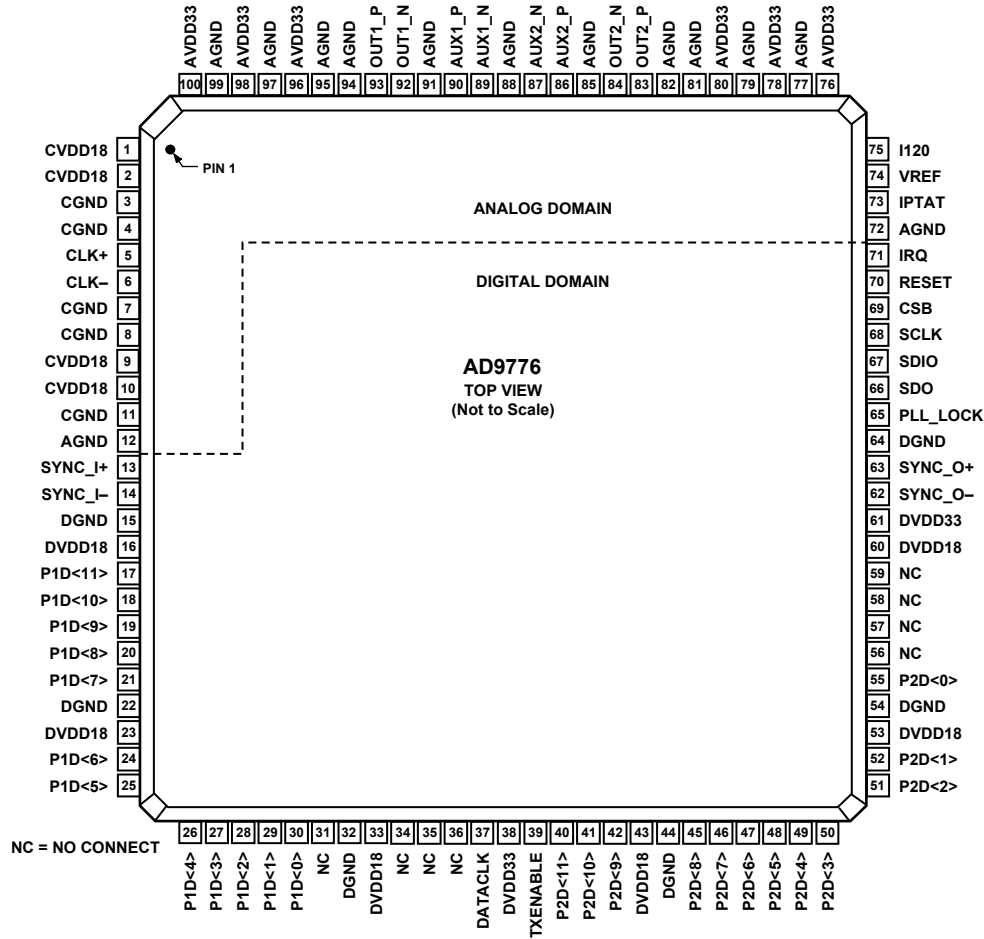 AVDD33 AGND AVDD33 AGND AVDD33 AGND AGND OUT1_P OUT1_N AGND AUX1_P AUX1_N AGND AUX2_N AUX2_P AGND OUT2_N OUT2_P AGND AGND AVDD33 AGND AVDD33 AGND AVDD33
100 99 98 97 96 95 94 93 92 91 90 89 88 87 86 85 84 83 82 81 80 79 78 77 76
CVDD18 1
CVDD18 2
CGND 3
CGND 4
CLK+ 5
CLK– 6
CGND 7
CGND 8
CVDD18 9
CVDD18 10
CGND 11
AGND 12
SYNC_I+ 13
SYNC_I– 14
DGND 15
DVDD18 16
P1D<11> 17
P1D<10> 18
P1D<9> 19
P1D<8> 20
P1D<7> 21
DGND 22
DVDD18 23
P1D<6> 24
P1D<5> 25
PIN 1
ANALOG DOMAIN
DIGITAL DOMAIN
AD9776
TOP VIEW
(Not to Scale)
75 I120
74 VREF
73 IPTAT
72 AGND
71 IRQ
70 RESET
69 CSB
68 SCLK
67 SDIO
66 SDO
65 PLL_LOCK
64 DGND
63 SYNC_O+
62 SYNC_O–
61 DVDD33
60 DVDD18
59 NC
58 NC
57 NC
56 NC
55 P2D<0>
54 DGND
53 DVDD18
52 P2D<1>
51 P2D<2>
26 27 28 29 30 31 32 33 34 35 36 37 38 39 40 41 42 43 44 45 46 47 48 49 50
P1D<4> P1D<3> P1D<2> P1D<1> P1D<0> NC DGND DVDD18 NC NC NC DATACLK DVDD33 TXENABLE P2D<11> P2D<10> P2D<9> DVDD18 DGND P2D<8> P2D<7> P2D<6> P2D<5> P2D<4> P2D<3>
NC = NO CONNECT